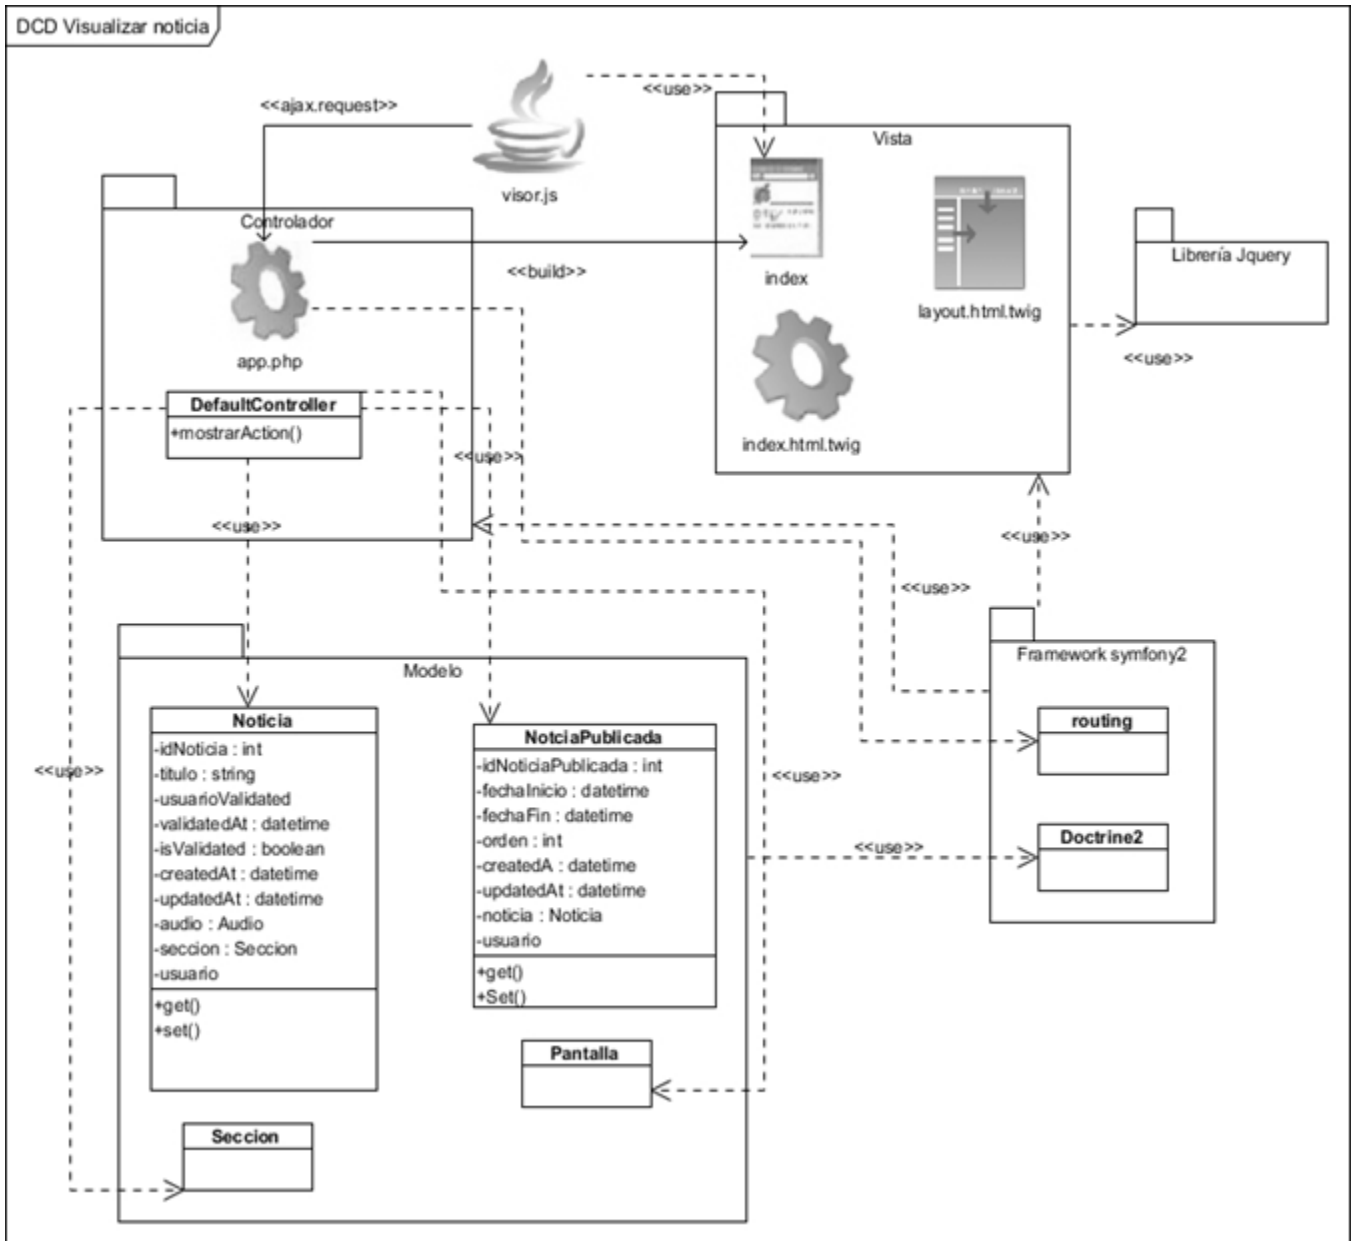 DCD Visualizar noticia
<<ajax.request>>
<<use>>
visor.js
Controlador
app.php
<<build>>
Vista
index
layout.html.twig
index.html.twig
Librería Jquery
<<use>>
DefaultController
+mostrarAction()
<<use>>
<<use>>
<<use>>
<<use>>
Framework symfony2
routing
Doctrine2
Modelo
<<use>>
Noticia
-idNoticia : int
-titulo : string
-usuarioValidated
-validatedAt : datetime
-isValidated : boolean
-createdAt : datetime
-updatedAt : datetime
-audio : Audio
-seccion : Seccion
-usuario
+get()
+set()
NotciaPublicada
-idNoticiaPublicada : int
-fechaInicio : datetime
-fechaFin : datetime
-orden : int
-createdA : datetime
-updatedAt : datetime
-noticia : Noticia
-usuario
+get()
+Set()
<<use>>
<<use>>
Pantalla
Seccion